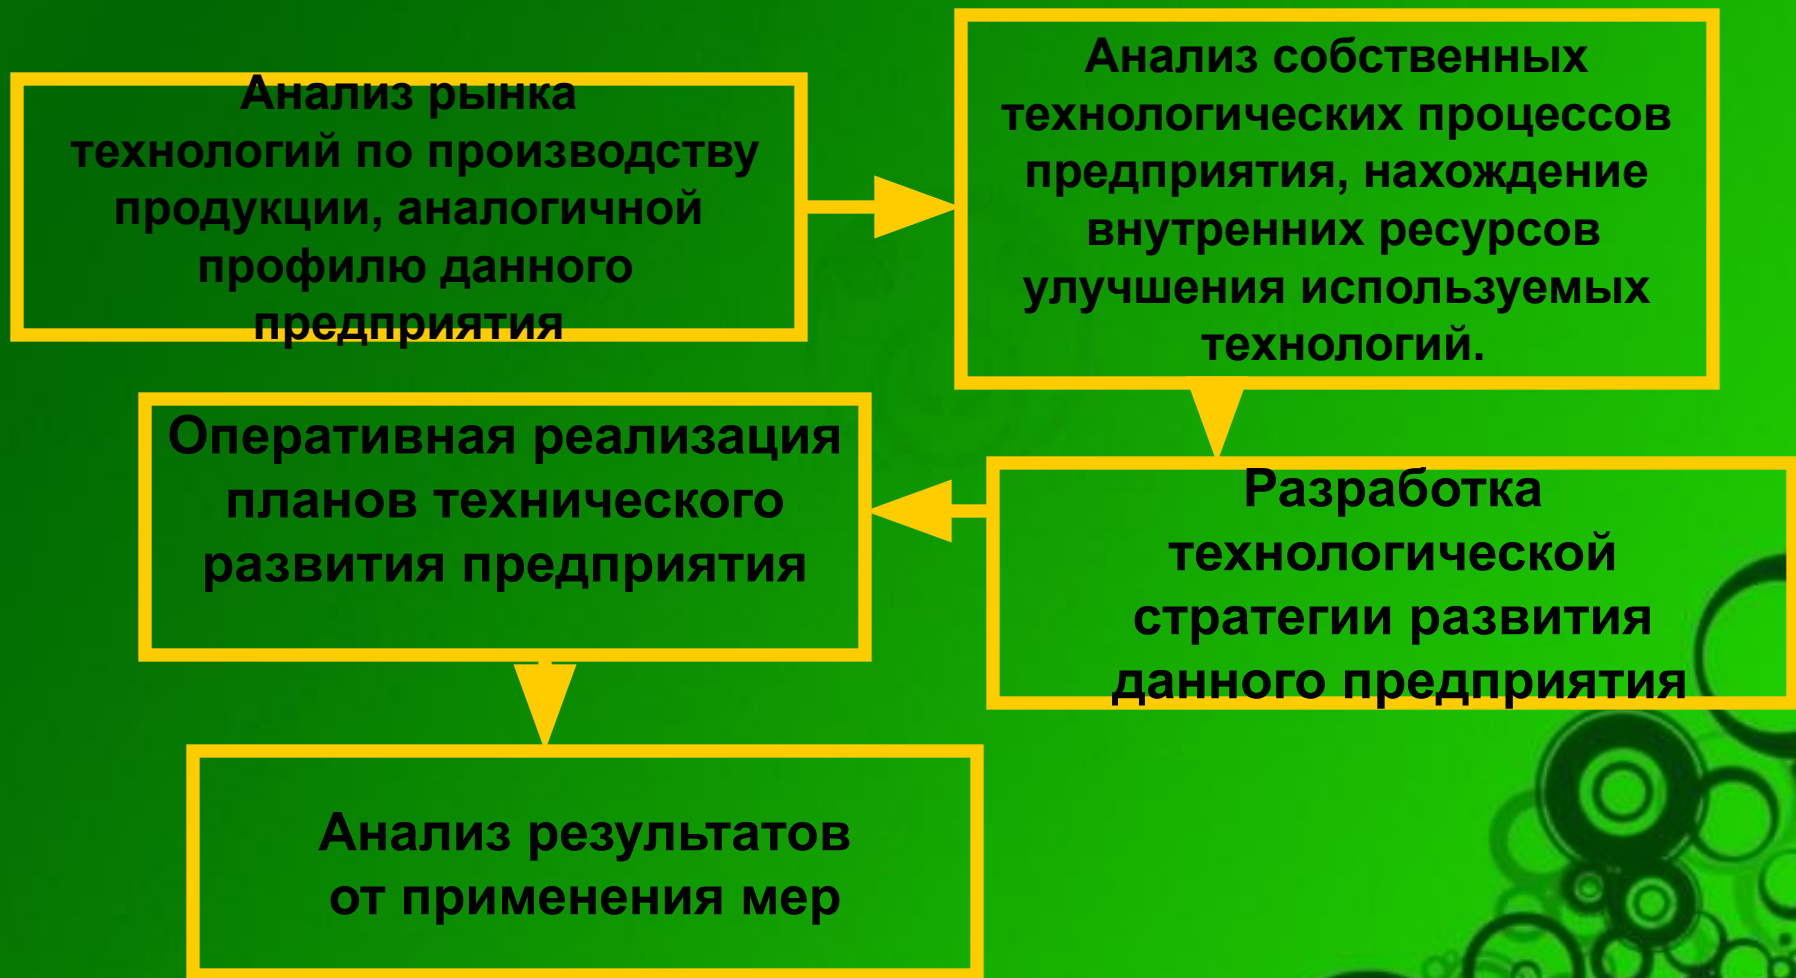 Анализ рынка
технологий по производству
продукции, аналогичной
профилю данного
предприятия
Анализ собственных
технологических процессов
предприятия, нахождение
внутренних ресурсов
улучшения используемых
технологий.
Разработка
технологической
стратегии развития
данного предприятия
Оперативная реализация
планов технического
развития предприятия
Анализ результатов
от применения мер